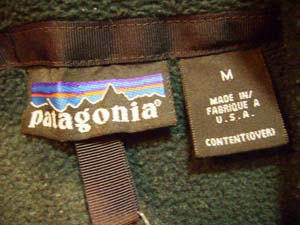 patagonia®
M
MADE IN/
FABRIQUE A
U.S.A.
CONTENT(OVER)